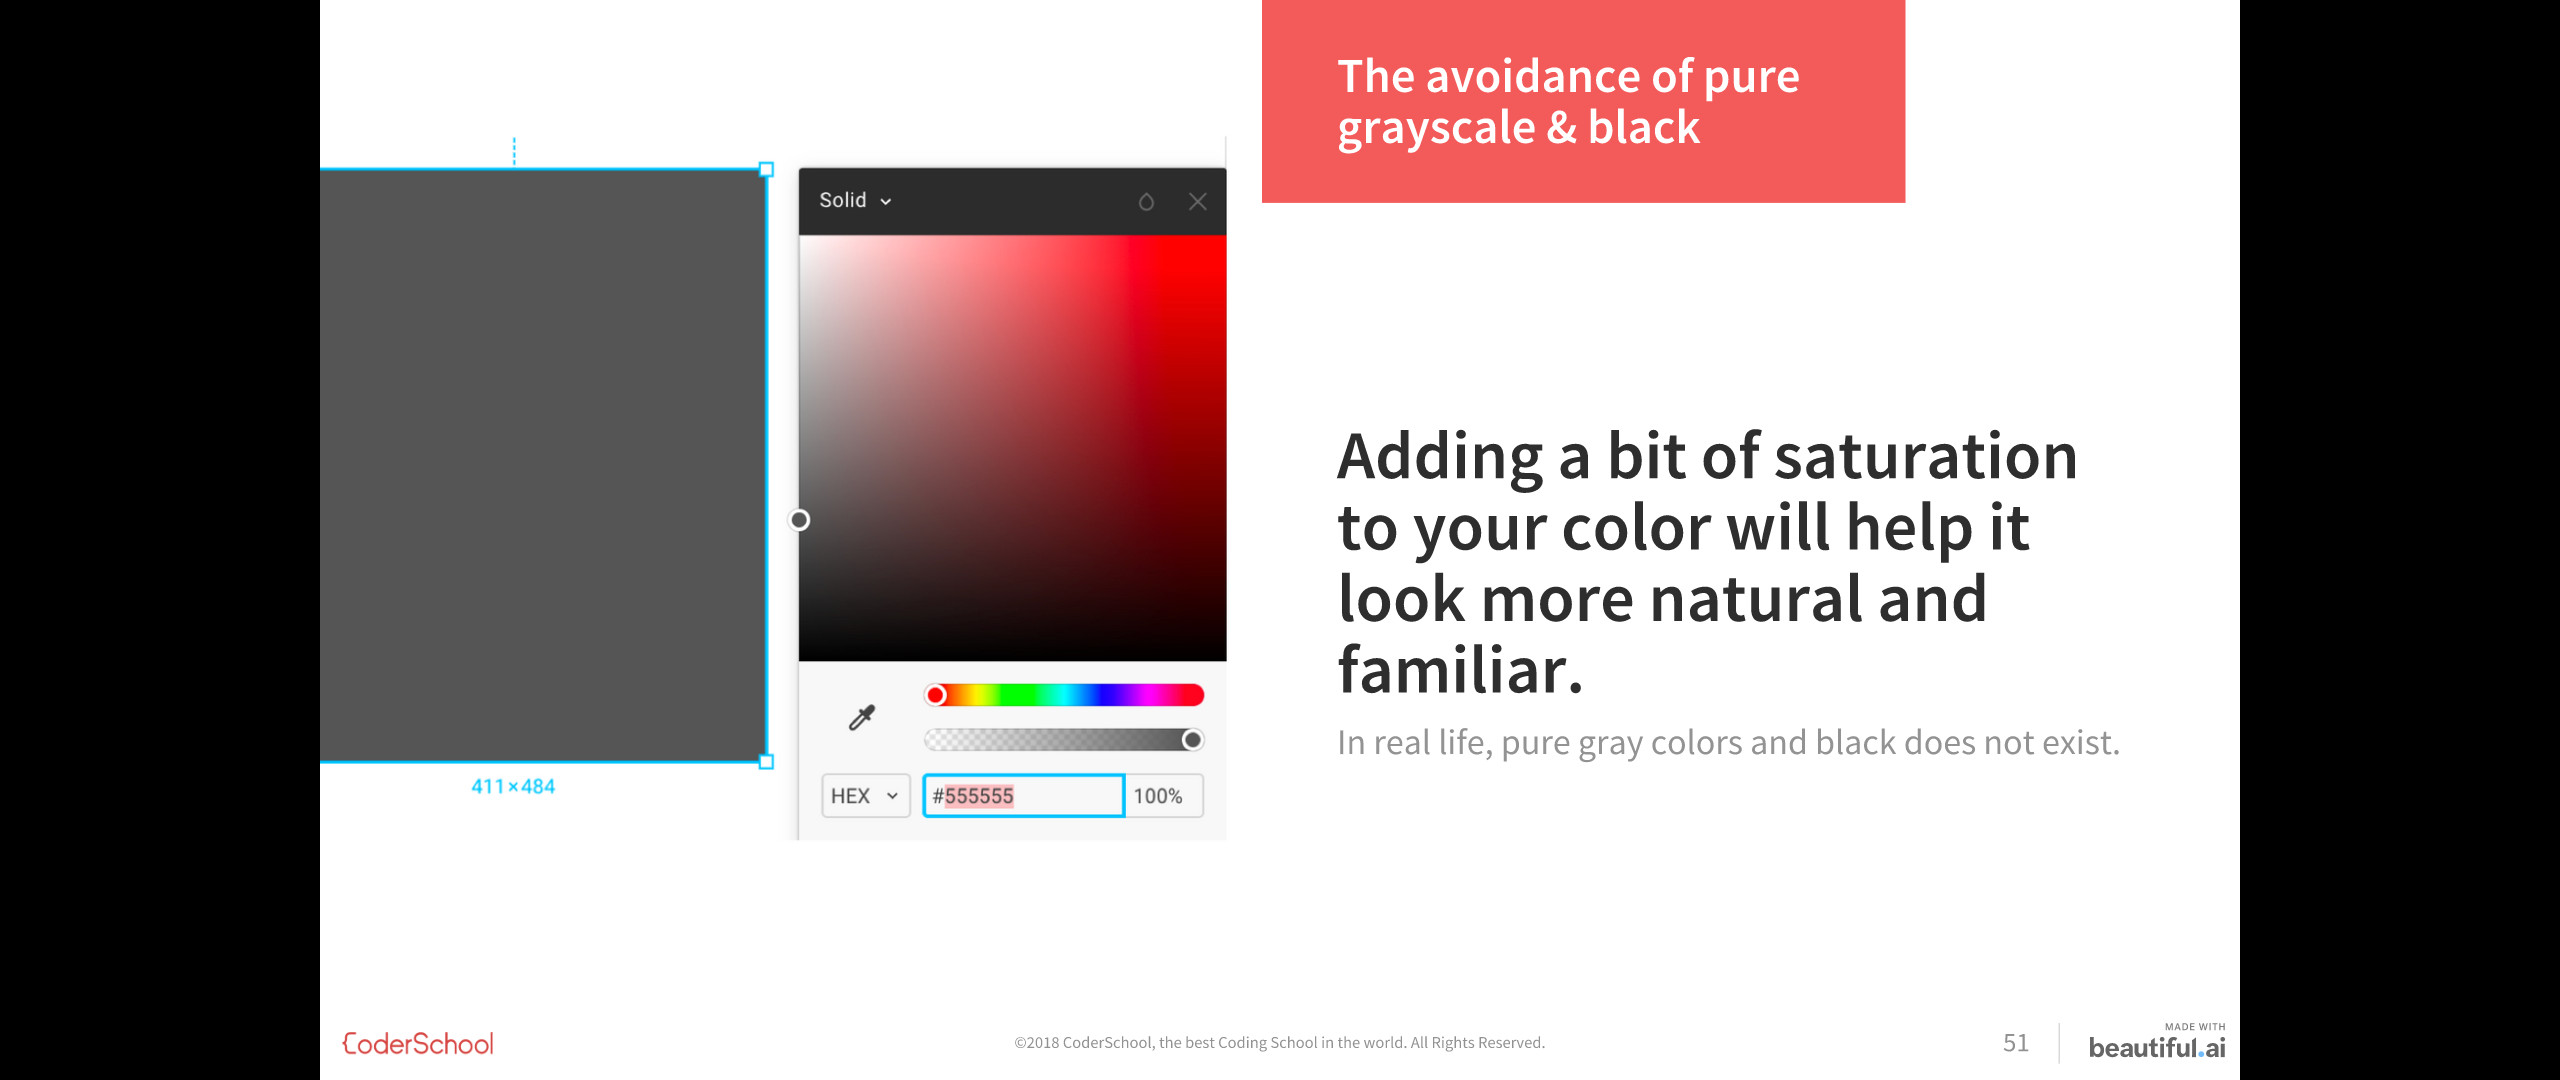 The avoidance of pure
grayscale & black
Solid
411×484
HEX
#555555
100%
Adding a bit of saturation
to your color will help it
look more natural and
familiar.
In real life, pure gray colors and black does not exist.
CoderSchool
©2018 CoderSchool, the best Coding School in the world. All Rights Reserved.
51
MADE WITH
beautiful.ai